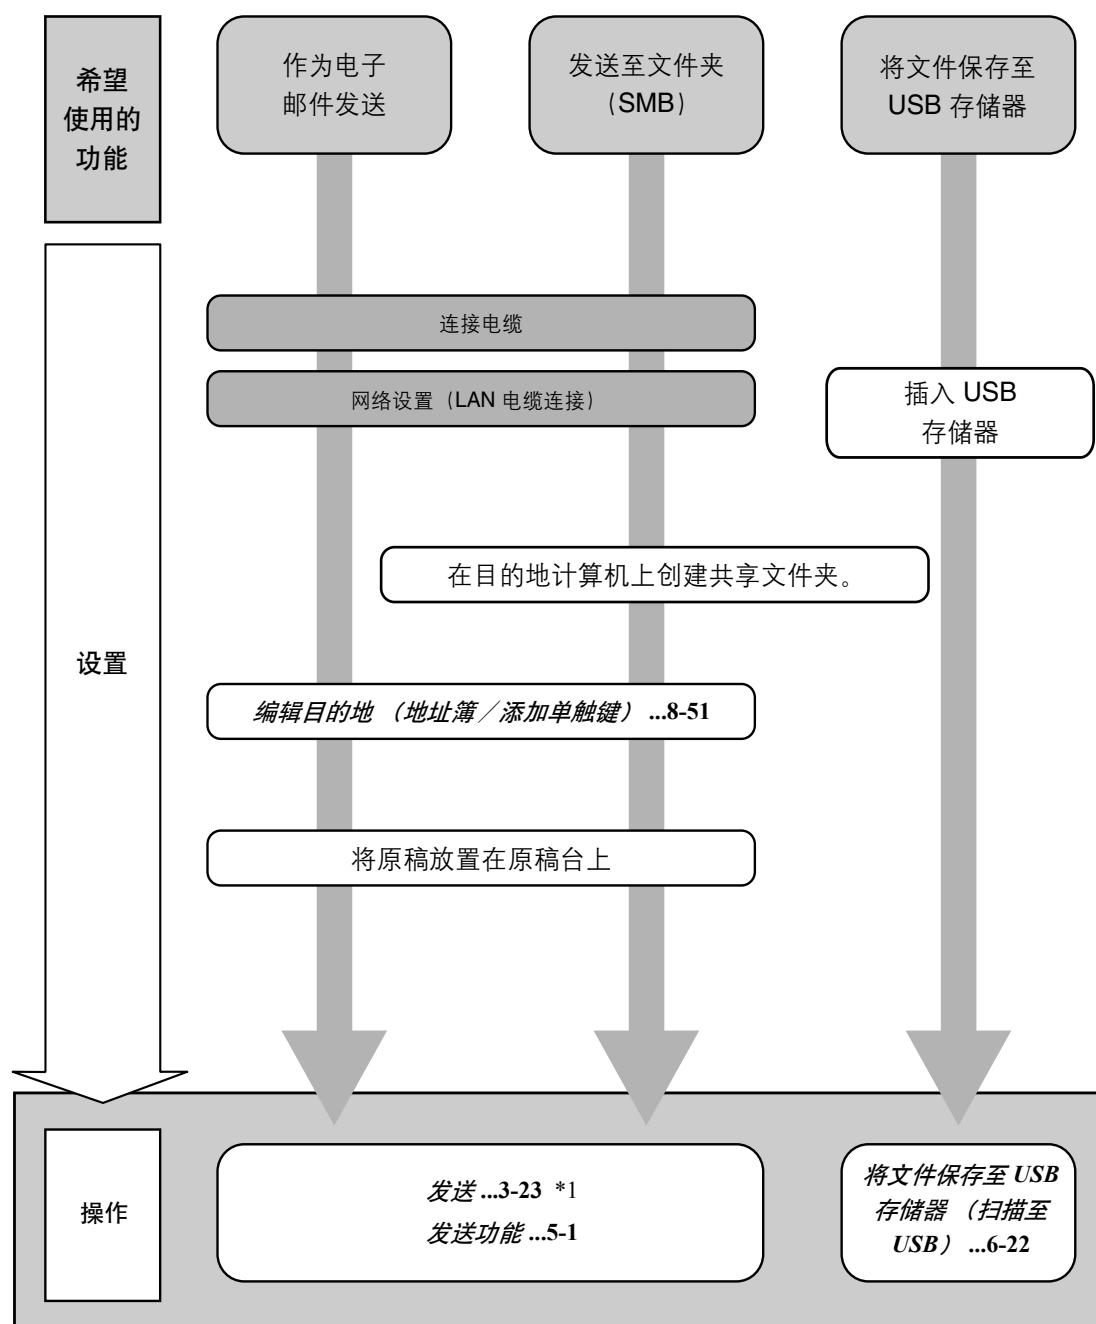 希望
使用的
功能
作为电子
邮件发送
发送至文件夹
（SMB）
将文件保存至
USB 存储器
连接电缆
网络设置（LAN 电缆连接）
插入 USB
存储器
在目的地计算机上创建共享文件夹。
设置
编辑目的地 （地址簿／添加单触键） ...8-51
将原稿放置在原稿台上
操作
发送 ...3-23 *1
发送功能 ...5-1
将文件保存至 USB
存储器 （扫描至
USB） ...6-22